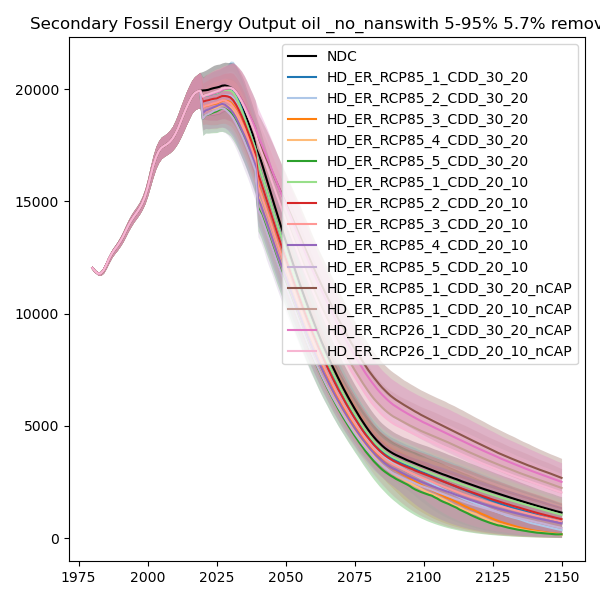 Secondary Fossil Energy Output oil _no_nanswith 5-95% 5.7% remov
20000
15000
10000
5000
0
1975 2000 2025 2050 2075 2100 2125 2150
NDC
HD_ER_RCP85_1_CDD_30_20
HD_ER_RCP85_2_CDD_30_20
HD_ER_RCP85_3_CDD_30_20
HD_ER_RCP85_4_CDD_30_20
HD_ER_RCP85_5_CDD_30_20
HD_ER_RCP85_1_CDD_20_10
HD_ER_RCP85_2_CDD_20_10
HD_ER_RCP85_3_CDD_20_10
HD_ER_RCP85_4_CDD_20_10
HD_ER_RCP85_5_CDD_20_10
HD_ER_RCP85_1_CDD_30_20_nCAP
HD_ER_RCP85_1_CDD_20_10_nCAP
HD_ER_RCP26_1_CDD_30_20_nCAP
HD_ER_RCP26_1_CDD_20_10_nCAP